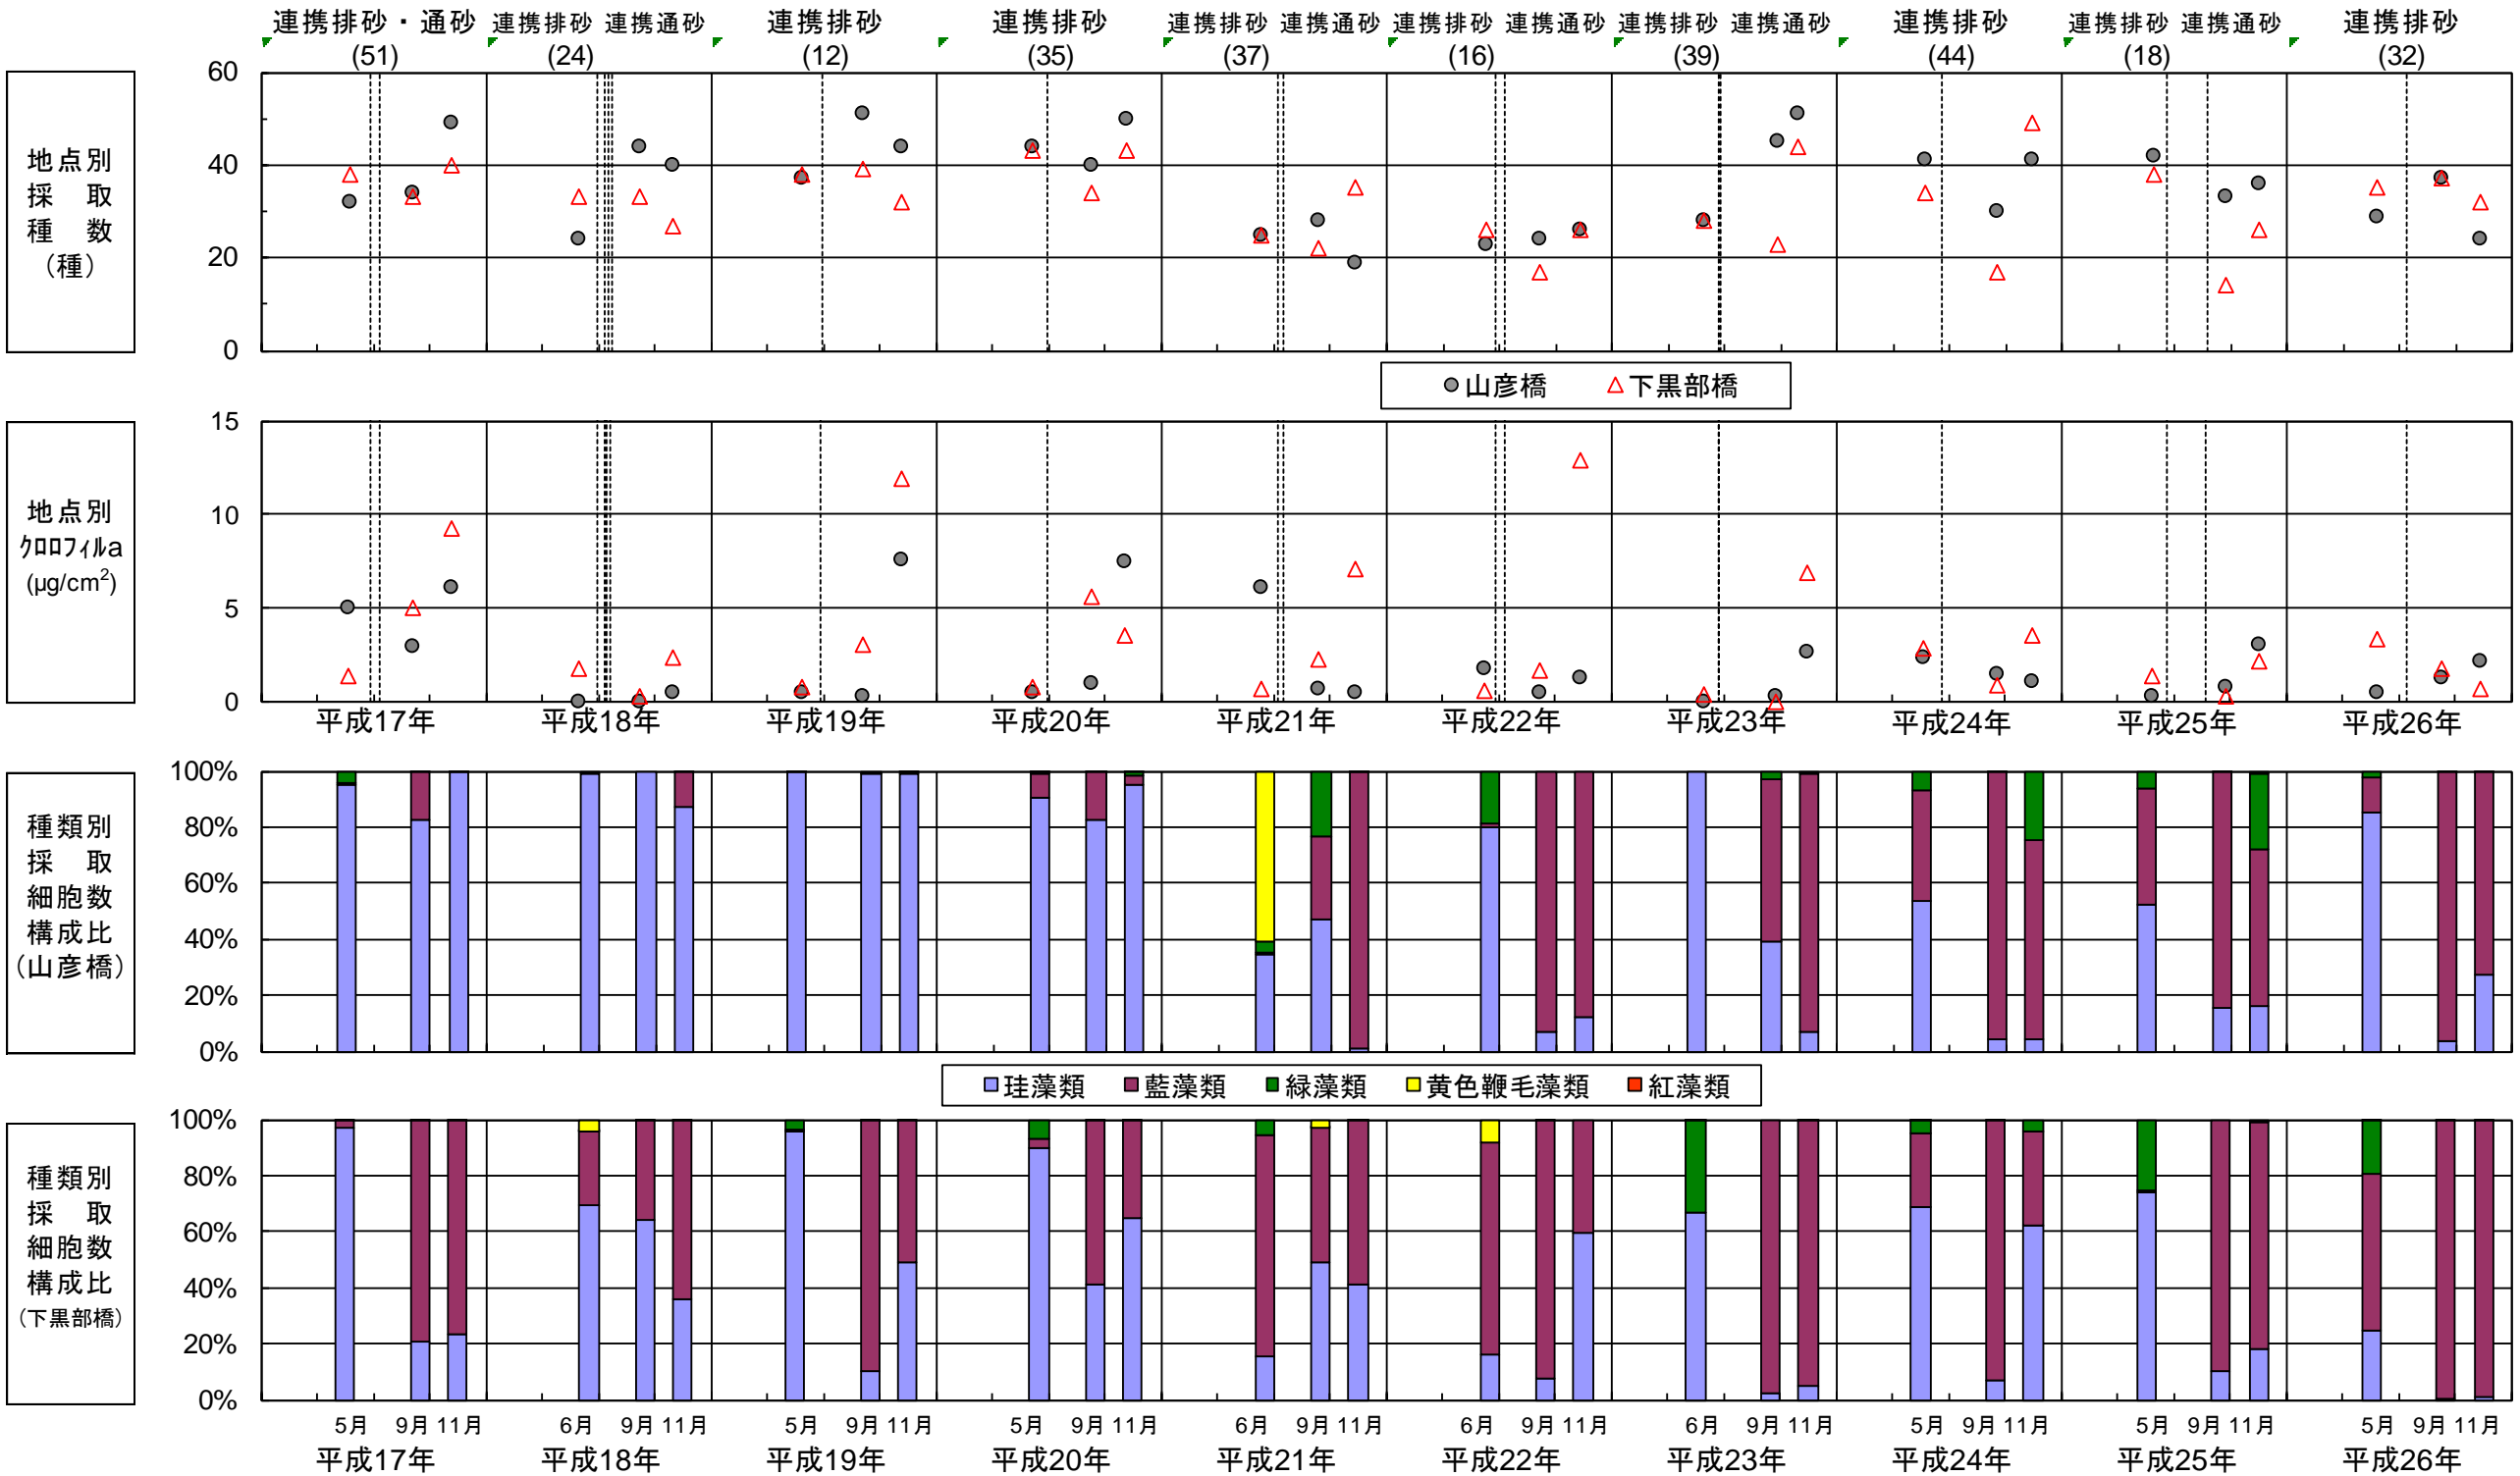 連携排砂・通砂 連携排砂 連携通砂 連携排砂 連携排砂 連携排砂 連携通砂 連携排砂 連携通砂 連携排砂 連携通砂 連携排砂 連携排砂 連携通砂 連携排砂
(51) (24) (12) (35) (37) (16) (39) (44) (18) (32)
地点別
採 取
種 数
（種）
60
40
20
0
山彦橋 下黒部橋
地点別
ｸﾛﾛﾌｨﾙa
(μg/cm2)
15
10
5
0
平成17年 平成18年 平成19年 平成20年 平成21年 平成22年 平成23年 平成24年 平成25年 平成26年
種類別
採 取
細胞数
構成比
（山彦橋）
100%
80%
60%
40%
20%
0%
珪藻類 藍藻類 緑藻類 黄色鞭毛藻類 紅藻類
種類別
採 取
細胞数
構成比
（下黒部橋）
100%
80%
60%
40%
20%
0%
5月 9月 11月 6月 9月 11月 5月 9月 11月 5月 9月 11月 6月 9月 11月 6月 9月 11月 6月 9月 11月 5月 9月 11月 5月 9月 11月 5月 9月 11月
平成17年 平成18年 平成19年 平成20年 平成21年 平成22年 平成23年 平成24年 平成25年 平成26年